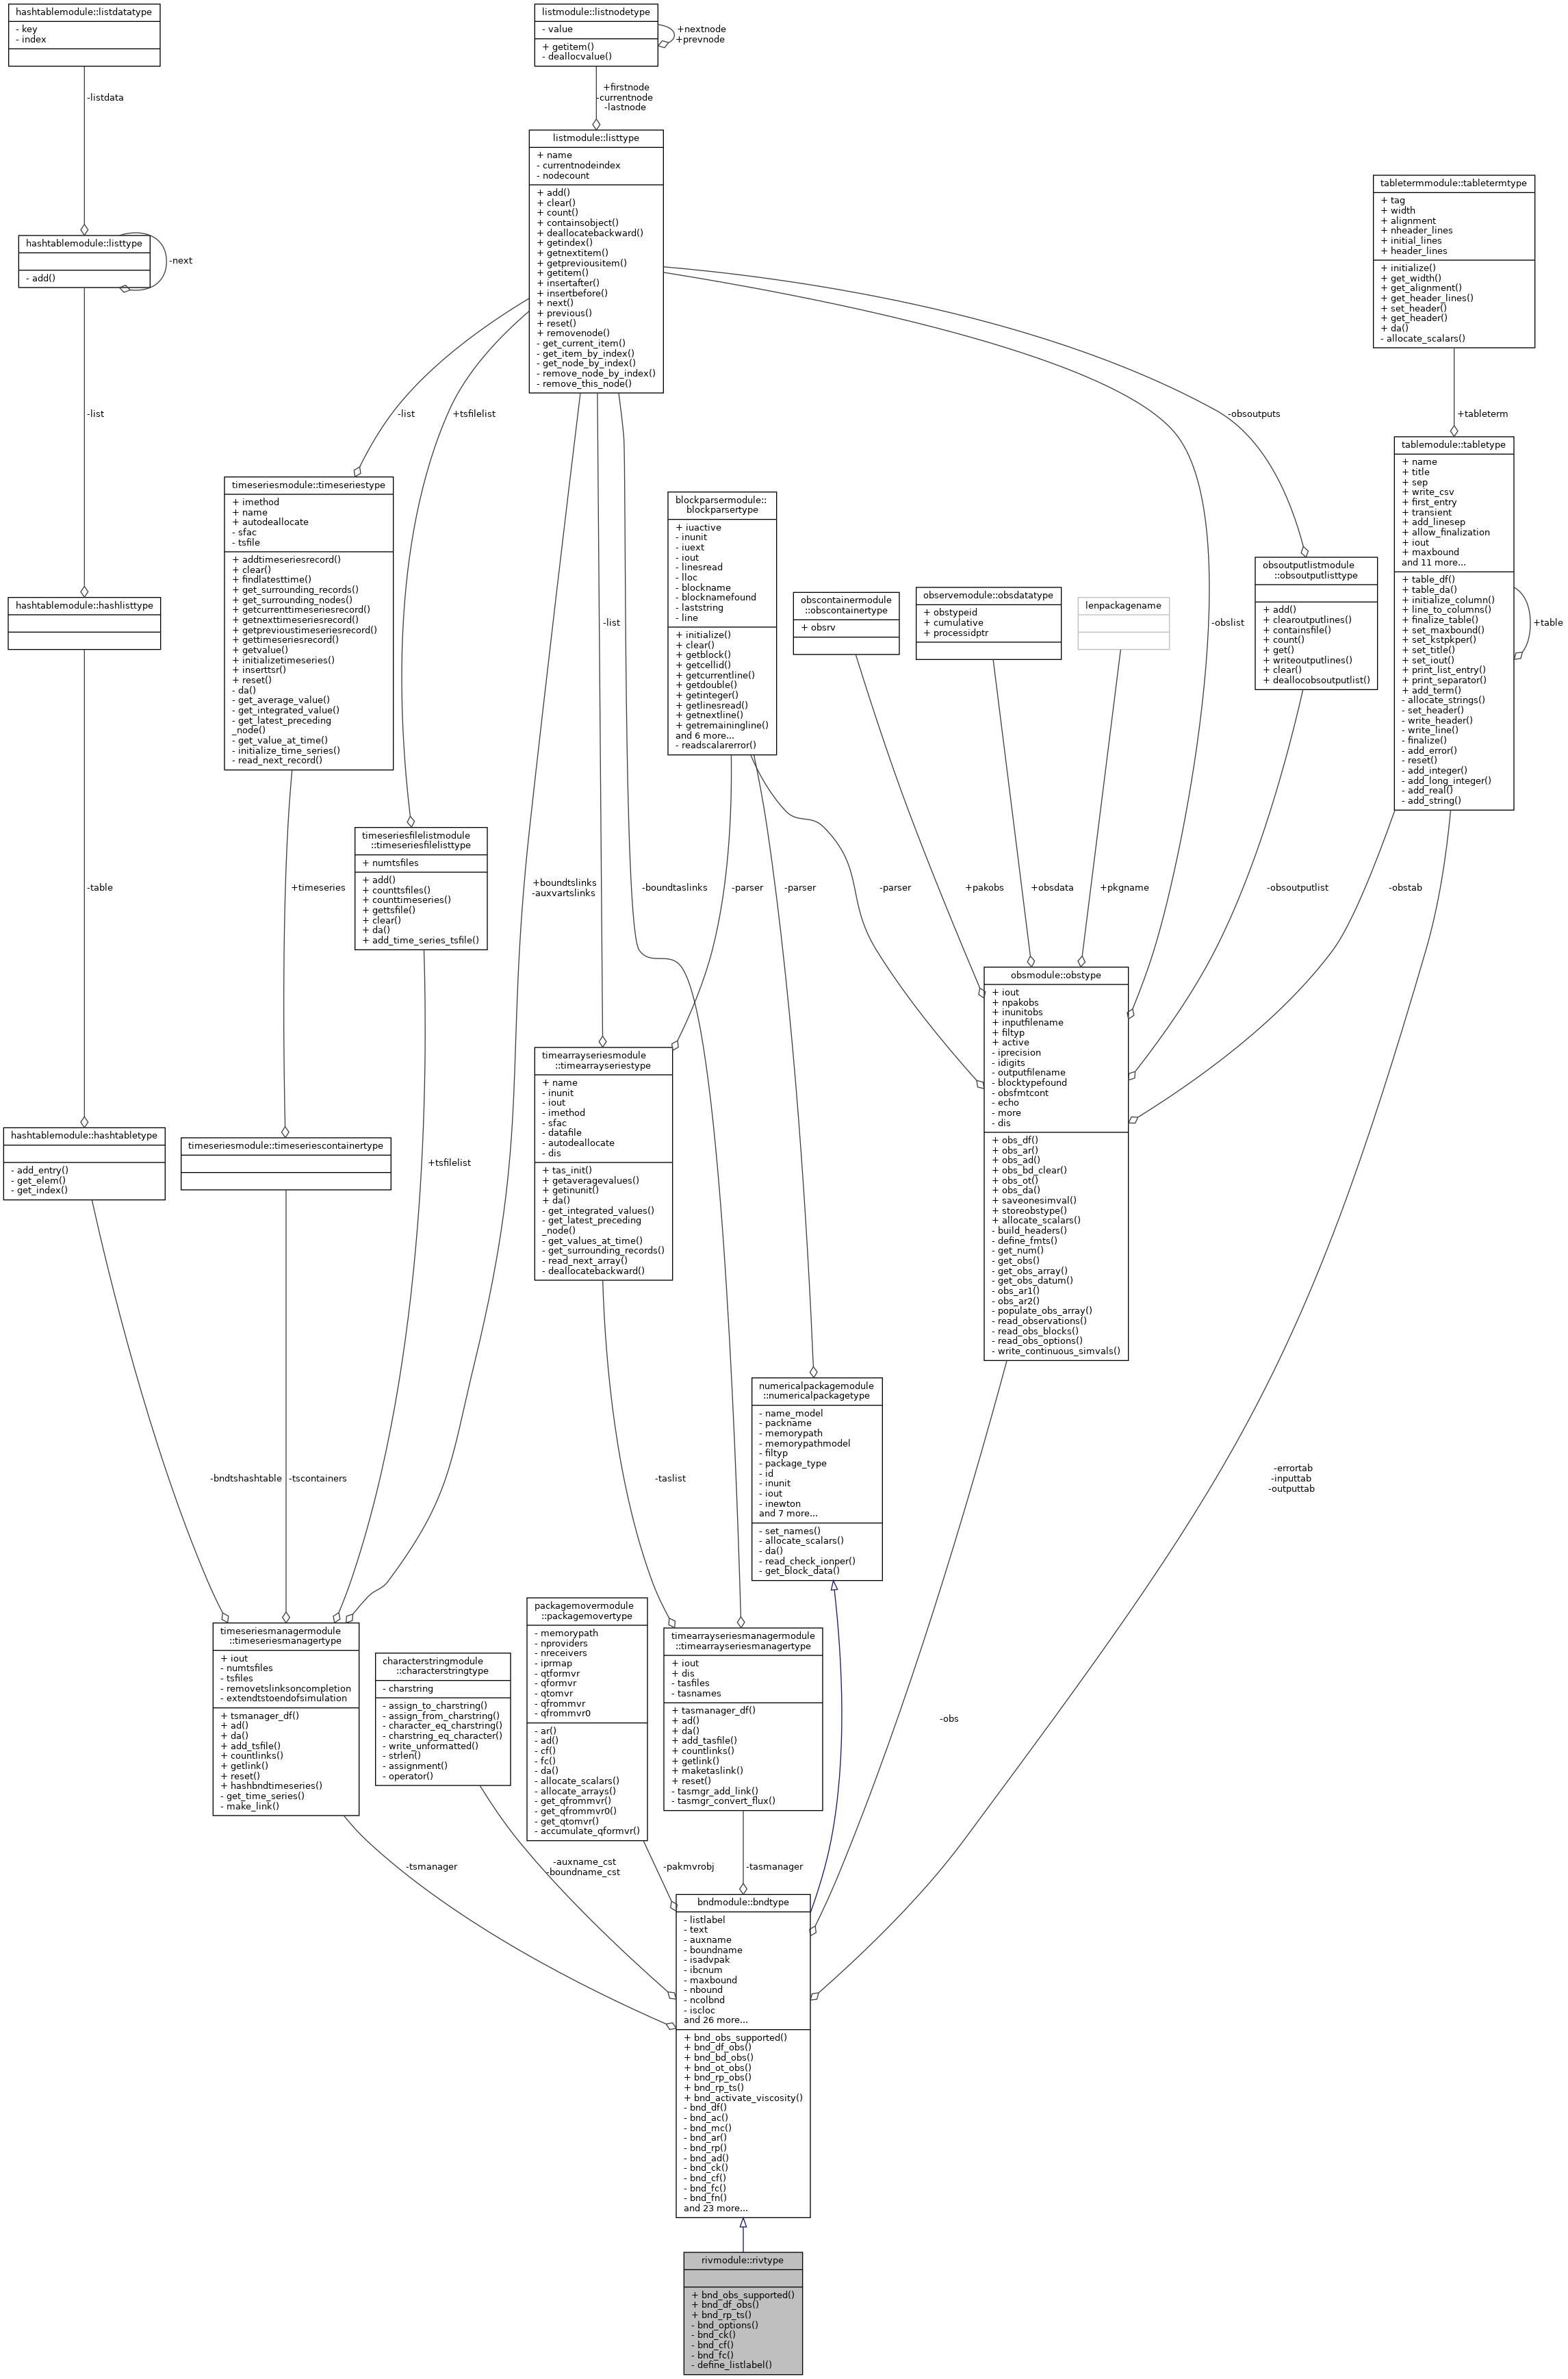 hashtablemodule::listdatatype
- key
- index
listmodule::listnodetype
- value
+ getitem()
- deallocvalue()
+nextnode
+prevnode
-listdata
+firstnode
-currentnode
-lastnode
listmodule::listtype
+ name
- currentnodeindex
- nodecount
+ add()
+ clear()
+ count()
+ containsobject()
+ deallocatebackward()
+ getindex()
+ getnextitem()
+ getpreviousitem()
+ getitem()
+ insertafter()
+ insertbefore()
+ next()
+ previous()
+ reset()
+ removenode()
- get_current_item()
- get_item_by_index()
- get_node_by_index()
- remove_node_by_index()
- remove_this_node()
tabletermmodule::tabletermtype
+ tag
+ width
+ alignment
+ nheader_lines
+ initial_lines
+ header_lines
+ initialize()
+ get_width()
+ get_alignment()
+ get_header_lines()
+ set_header()
+ get_header()
+ da()
- allocate_scalars()
hashtablemodule::listtype
- add()
-next
-list
-list
+tsfilelist
-obsoutputs
+tableterm
tablemodule::tabletype
+ name
+ title
+ sep
+ write_csv
+ first_entry
+ transient
+ add_linesep
+ allow_finalization
+ iout
+ maxbound
and 11 more...
+ table_df()
+ table_da()
+ initialize_column()
+ line_to_columns()
+ finalize_table()
+ set_maxbound()
+ set_kstpkper()
+ set_title()
+ set_iout()
+ print_list_entry()
+ print_separator()
+ add_term()
- allocate_strings()
- set_header()
- write_header()
- write_line()
- finalize()
- add_error()
- reset()
- add_integer()
- add_long_integer()
- add_real()
- add_string()
+table
timeseriesmodule::timeseriestype
+ imethod
+ name
+ autodeallocate
- sfac
- tsfile
+ addtimeseriesrecord()
+ clear()
+ findlatesttime()
+ get_surrounding_records()
+ get_surrounding_nodes()
+ getcurrenttimeseriesrecord()
+ getnexttimeseriesrecord()
+ getprevioustimeseriesrecord()
+ gettimeseriesrecord()
+ getvalue()
+ initializetimeseries()
+ inserttsr()
+ reset()
- da()
- get_average_value()
- get_integrated_value()
- get_latest_preceding
_node()
- get_value_at_time()
- initialize_time_series()
- read_next_record()
blockparsermodule::
blockparsertype
+ iuactive
- inunit
- iuext
- iout
- linesread
- lloc
- blockname
- blocknamefound
- laststring
- line
+ initialize()
+ clear()
+ getblock()
+ getcellid()
+ getcurrentline()
+ getdouble()
+ getinteger()
+ getlinesread()
+ getnextline()
+ getremainingline()
and 6 more...
- readscalarerror()
obsoutputlistmodule
::obsoutputlisttype
+ add()
+ clearoutputlines()
+ containsfile()
+ count()
+ get()
+ writeoutputlines()
+ clear()
+ deallocobsoutputlist()
hashtablemodule::hashlisttype
obscontainermodule
::obscontainertype
+ obsrv
observemodule::obsdatatype
+ obstypeid
+ cumulative
+ processidptr
lenpackagename
-list
-obslist
timeseriesfilelistmodule
::timeseriesfilelisttype
+ numtsfiles
+ add()
+ counttsfiles()
+ counttimeseries()
+ gettsfile()
+ clear()
+ da()
+ add_time_series_tsfile()
-table
+timeseries
+boundtslinks
-auxvartslinks
-boundtaslinks
-parser
-parser
-parser
+pakobs
+obsdata
+pkgname
-obsoutputlist
-obstab
obsmodule::obstype
+ iout
+ npakobs
+ inunitobs
+ inputfilename
+ filtyp
+ active
- iprecision
- idigits
- outputfilename
- blocktypefound
- obsfmtcont
- echo
- more
- dis
+ obs_df()
+ obs_ar()
+ obs_ad()
+ obs_bd_clear()
+ obs_ot()
+ obs_da()
+ saveonesimval()
+ storeobstype()
+ allocate_scalars()
- build_headers()
- define_fmts()
- get_num()
- get_obs()
- get_obs_array()
- get_obs_datum()
- obs_ar1()
- obs_ar2()
- populate_obs_array()
- read_observations()
- read_obs_blocks()
- read_obs_options()
- write_continuous_simvals()
timearrayseriesmodule
::timearrayseriestype
+ name
- inunit
- iout
- imethod
- sfac
- datafile
- autodeallocate
- dis
+ tas_init()
+ getaveragevalues()
+ getinunit()
+ da()
- get_integrated_values()
- get_latest_preceding
_node()
- get_values_at_time()
- get_surrounding_records()
- read_next_array()
- deallocatebackward()
hashtablemodule::hashtabletype
- add_entry()
- get_elem()
- get_index()
timeseriesmodule::timeseriescontainertype
+tsfilelist
numericalpackagemodule
::numericalpackagetype
- name_model
- packname
- memorypath
- memorypathmodel
- filtyp
- package_type
- id
- inunit
- iout
- inewton
and 7 more...
- set_names()
- allocate_scalars()
- da()
- read_check_ionper()
- get_block_data()
-bndtshashtable
-tscontainers
-taslist
-errortab
-inputtab
-outputtab
timeseriesmanagermodule
::timeseriesmanagertype
+ iout
- numtsfiles
- tsfiles
- removetslinksoncompletion
- extendtstoendofsimulation
+ tsmanager_df()
+ ad()
+ da()
+ add_tsfile()
+ countlinks()
+ getlink()
+ reset()
+ hashbndtimeseries()
- get_time_series()
- make_link()
characterstringmodule
::characterstringtype
- charstring
- assign_to_charstring()
- assign_from_charstring()
- character_eq_charstring()
- charstring_eq_character()
- write_unformatted()
- strlen()
- assignment()
- operator()
packagemovermodule
::packagemovertype
- memorypath
- nproviders
- nreceivers
- iprmap
- qtformvr
- qformvr
- qtomvr
- qfrommvr
- qfrommvr0
- ar()
- ad()
- cf()
- fc()
- da()
- allocate_scalars()
- allocate_arrays()
- get_qfrommvr()
- get_qfrommvr0()
- get_qtomvr()
- accumulate_qformvr()
timearrayseriesmanagermodule
::timearrayseriesmanagertype
+ iout
+ dis
- tasfiles
- tasnames
+ tasmanager_df()
+ ad()
+ da()
+ add_tasfile()
+ countlinks()
+ getlink()
+ maketaslink()
+ reset()
- tasmgr_add_link()
- tasmgr_convert_flux()
-obs
-tsmanager
-auxname_cst
-boundname_cst
-pakmvrobj
-tasmanager
bndmodule::bndtype
- listlabel
- text
- auxname
- boundname
- isadvpak
- ibcnum
- maxbound
- nbound
- ncolbnd
- iscloc
and 26 more...
+ bnd_obs_supported()
+ bnd_df_obs()
+ bnd_bd_obs()
+ bnd_ot_obs()
+ bnd_rp_obs()
+ bnd_rp_ts()
+ bnd_activate_viscosity()
- bnd_df()
- bnd_ac()
- bnd_mc()
- bnd_ar()
- bnd_rp()
- bnd_ad()
- bnd_ck()
- bnd_cf()
- bnd_fc()
- bnd_fn()
and 23 more...
rivmodule::rivtype
+ bnd_obs_supported()
+ bnd_df_obs()
+ bnd_rp_ts()
- bnd_options()
- bnd_ck()
- bnd_cf()
- bnd_fc()
- define_listlabel()